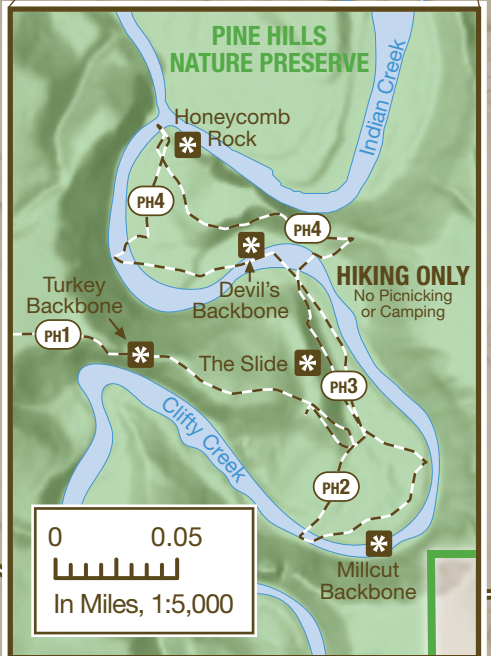 PINE HILLS
NATURE PRESERVE
Indian Creek
Honeycomb
Rock
PH4
PH4
HIKING ONLY
No Picnicking
or Camping
Devil's
Backbone
Turkey
Backbone
PH1
The Slide
PH3
Clifty Creek
PH2
0 0.05
In Miles, 1:5,000
Millcut
Backbone